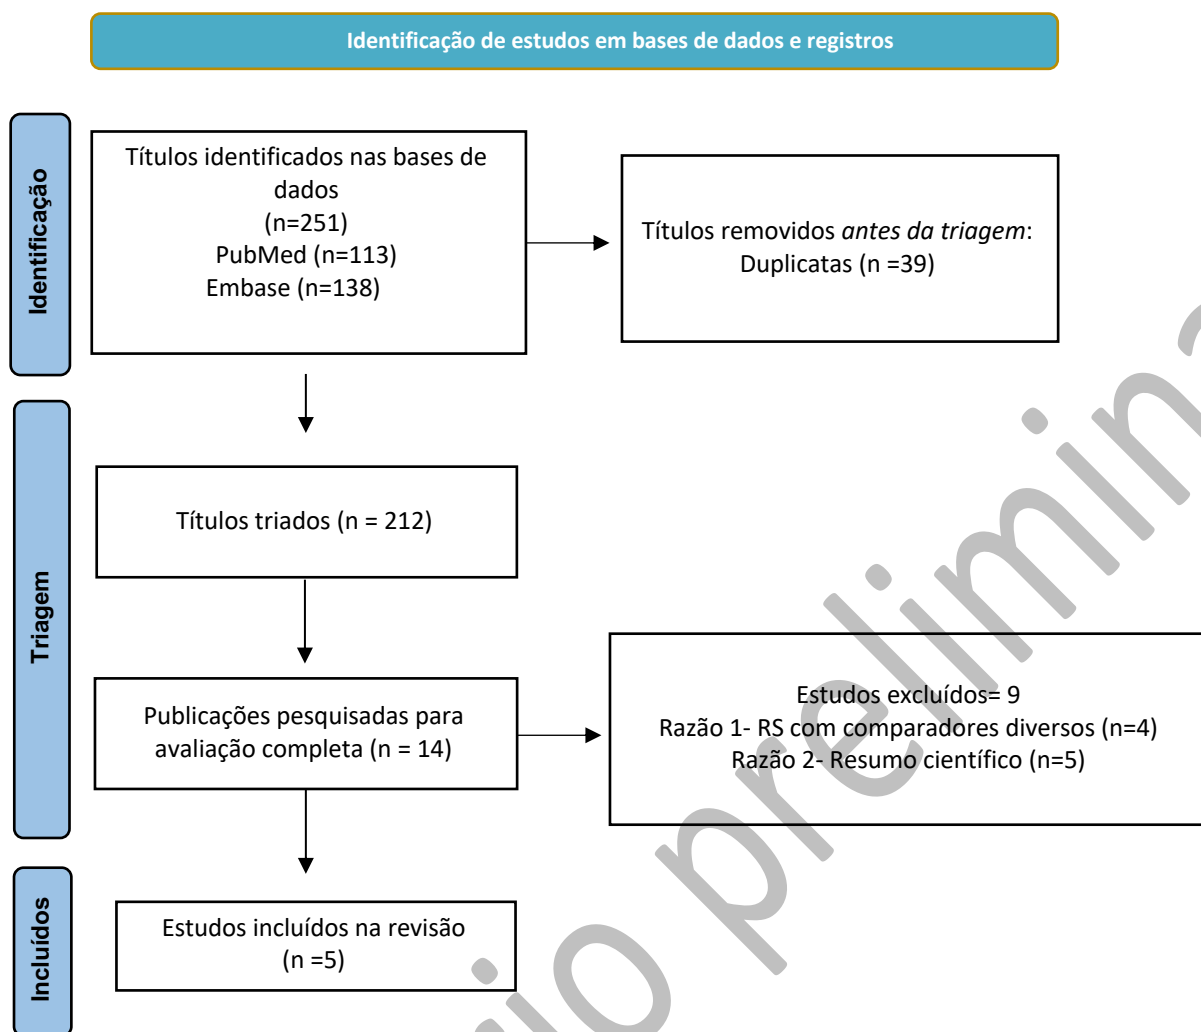 Identificação de estudos em bases de dados e registros
Identificação
Títulos identificados nas bases de
dados
(n=251)
PubMed (n=113)
Embase (n=138)
Títulos removidos antes da triagem:
Duplicatas (n =39)
Triagem
Títulos triados (n = 212)
Publicações pesquisadas para
avaliação completa (n = 14)
Estudos excluídos= 9
Razão 1- RS com comparadores diversos (n=4)
Razão 2- Resumo científico (n=5)
Incluídos
Estudos incluídos na revisão
(n =5)